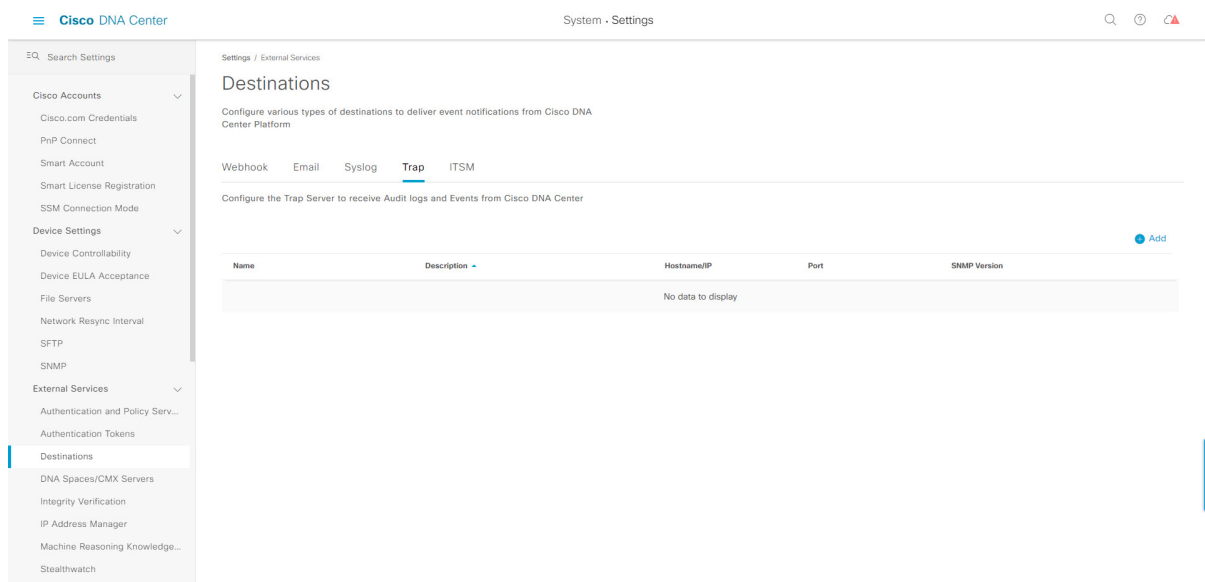 Cisco DNA Center
System · Settings
Search Settings
Cisco Accounts
Cisco.com Credentials
PnP Connect
Smart Account
Smart License Registration
SSM Connection Mode
Device Settings
Device Controllability
Device EULA Acceptance
File Servers
Network Resync Interval
SFTP
SNMP
External Services
Authentication and Policy Serv...
Authentication Tokens
Destinations
DNA Spaces/CMX Servers
Integrity Verification
IP Address Manager
Machine Reasoning Knowledge...
Stealthwatch
Settings / External Services
Destinations
Configure various types of destinations to deliver event notifications from Cisco DNA
Center Platform
Webhook Email Syslog Trap ITSM
Configure the Trap Server to receive Audit logs and Events from Cisco DNA Center
Add
Name Description Hostname/IP Port SNMP Version
No data to display